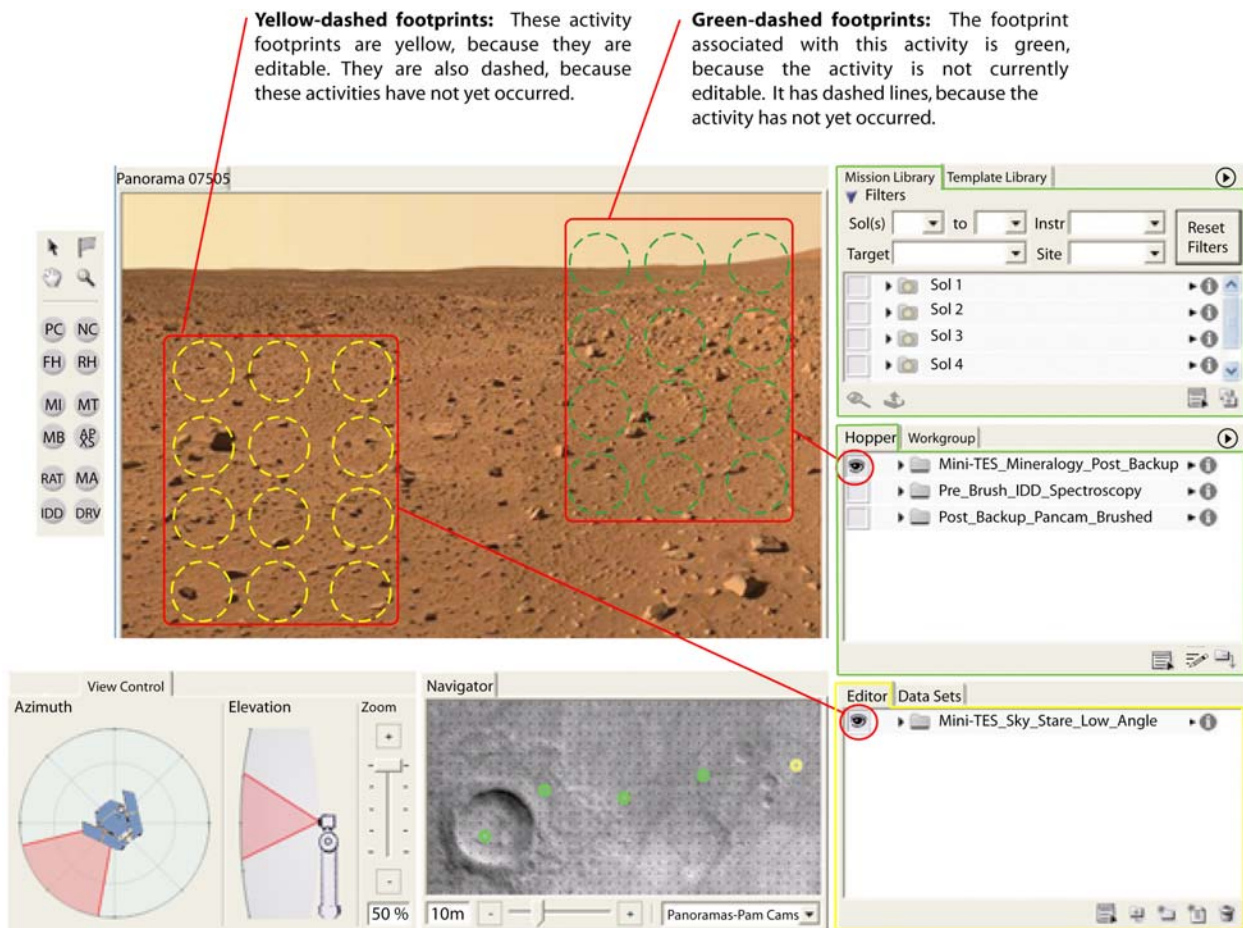 Yellow-dashed footprints: These activity
footprints are yellow, because they are
editable. They are also dashed, because
these activities have not yet occurred.
Green-dashed footprints: The footprint
associated with this activity is green,
because the activity is not currently
editable. It has dashed lines, because the
activity has not yet occurred.
Panorama 07505
PC NC
FH RH
MI MT
MB APXS
RAT MA
IDD DRV
Mission Library Template Library
Filters
Sol(s) to Instr
Reset
Filters
Target Site
Sol 1
Sol 2
Sol 3
Sol 4
Hopper Workgroup
Mini-TES_Mineralogy_Post_Backup
Pre_Brush_IDD_Spectroscopy
Post_Backup_Pancam_Brushed
View Control
Azimuth Elevation Zoom
+
-
50 %
Navigator
10m - + Panoramas-Pam Cams
Editor Data Sets
Mini-TES_Sky_Stare_Low_Angle